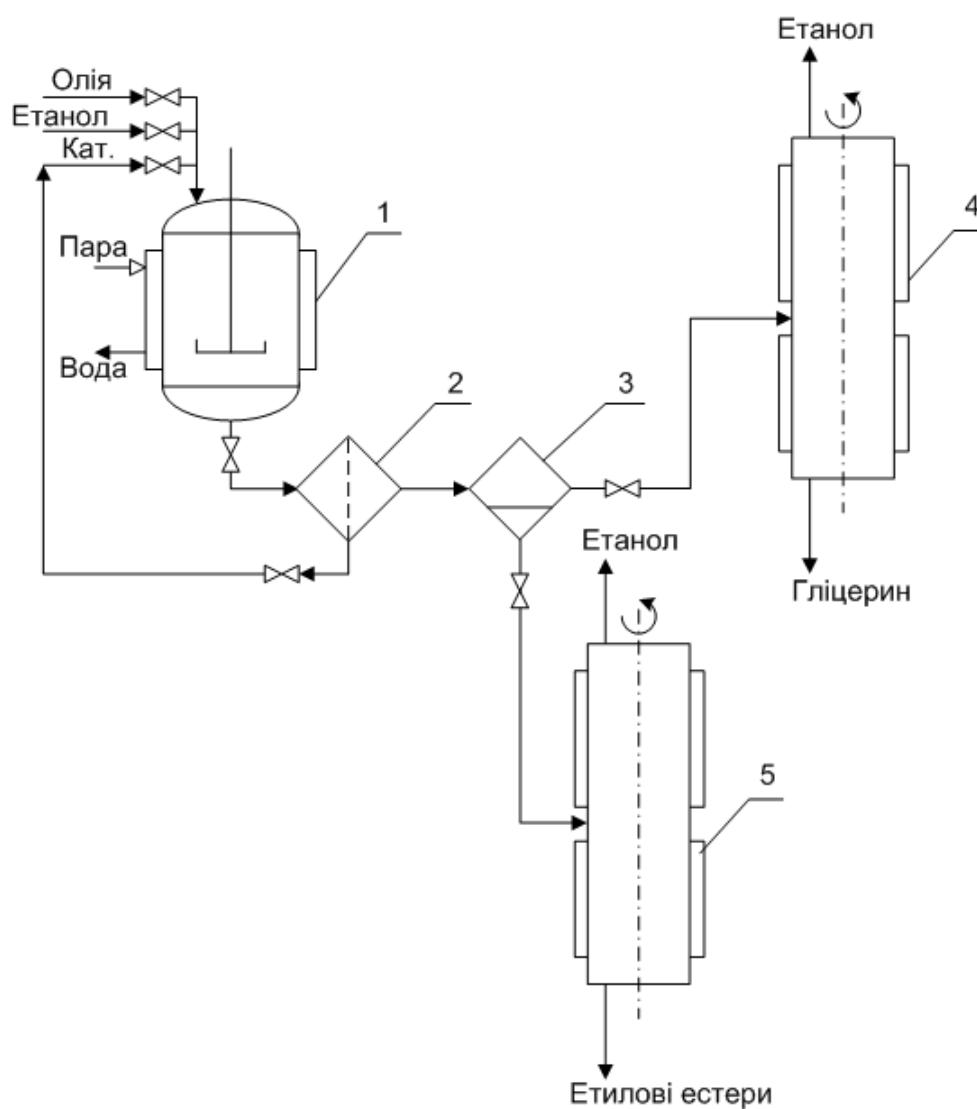 Етанол
Олія
Етанол
Кат.
1
4
Пара
Вода
2
3
Етанол
Гліцерин
5
Етилові естери